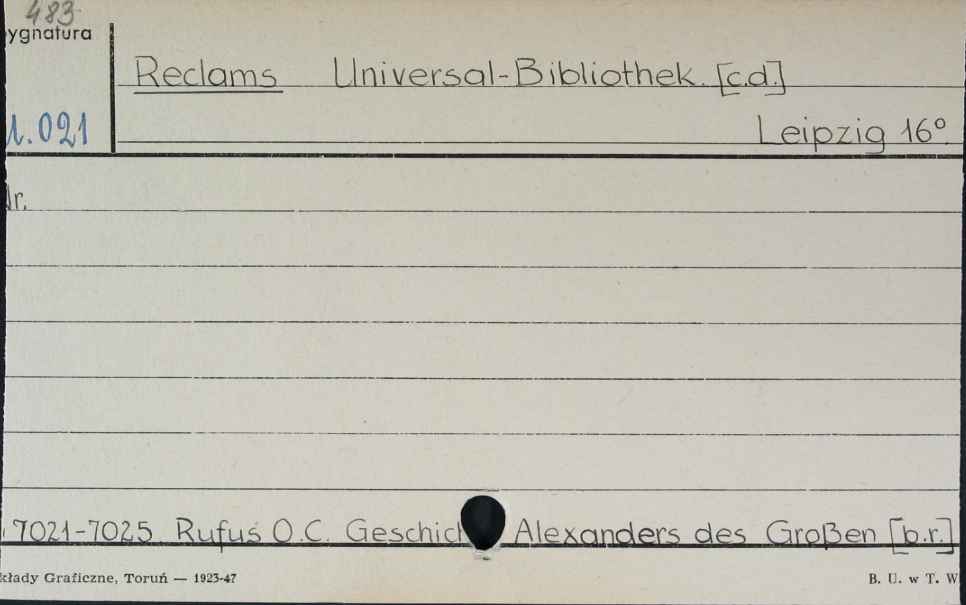 483
ygnatura
Reclams Universal-Bibliothek. [c.d.]
1.021
Leipzig 16°.
Nr.
7021-7025 Rufus O.C. Geschich Alexanders des Großen [b.r.]
kłady Graficzne, Toruń — 1923-47
B. U. w T. W